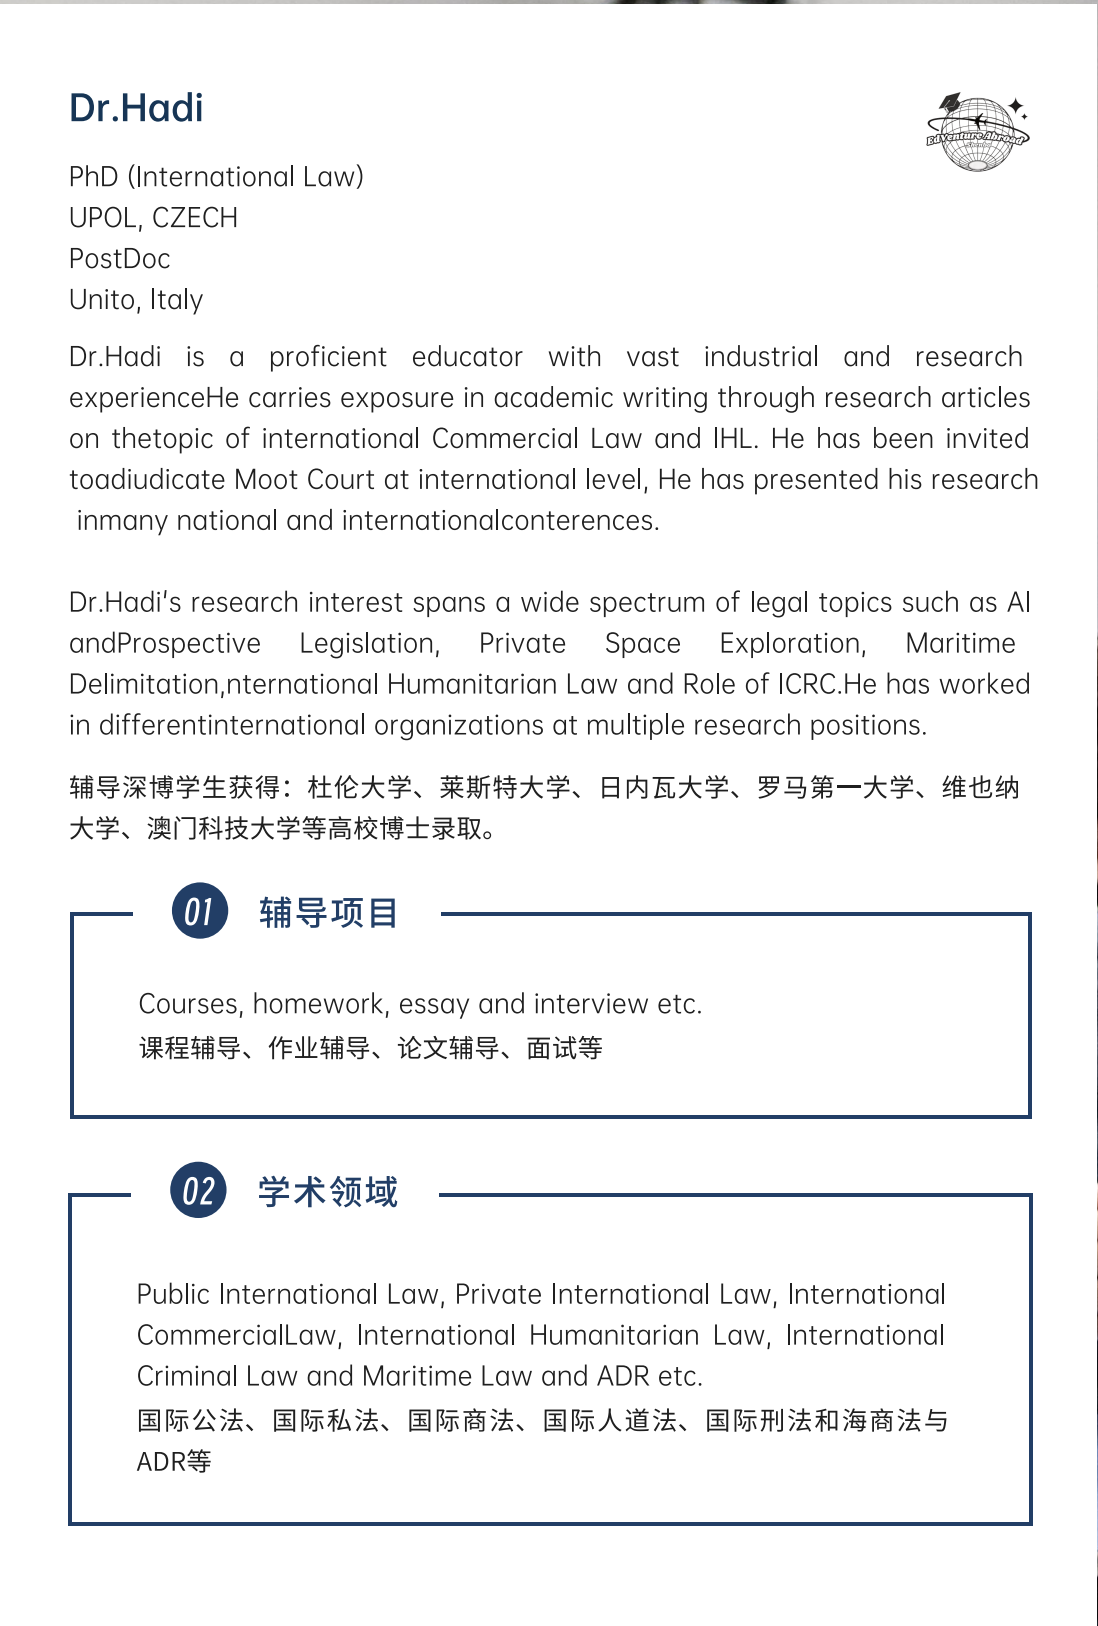 Dr.Hadi
EdVenture Abroad
PhD (International Law)
UPOL, CZECH
PostDoc
Unito, Italy
Dr.Hadi is a proficient educator with vast industrial and research
experienceHe carries exposure in academic writing through research articles
on thetopic of international Commercial Law and lHL. He has been invited
toadiudicate Moot Court at international level, He has presented his research
inmany national and internationalconterences.
Dr.Hadi's research interest spans a wide spectrum of legal topics such as Al
andProspective Legislation, Private Space Exploration, Maritime
Delimitation,nternational Humanitarian Law and Role of ICRC.He has worked
in differentinternational organizations at multiple research positions.
辅导深博学生获得：杜伦大学、莱斯特大学、日内瓦大学、罗马第一大学、维也纳
大学、澳门科技大学等高校博士录取。
01 辅导项目
Courses, homework, essay and interview etc.
课程辅导、作业辅导、论文辅导、面试等
02 学术领域
Public International Law, Private International Law, International
CommercialLaw, International Humanitarian Law, International
Criminal Law and Maritime Law and ADR etc.
国际公法、国际私法、国际商法、国际人道法、国际刑法和海商法与
ADR等